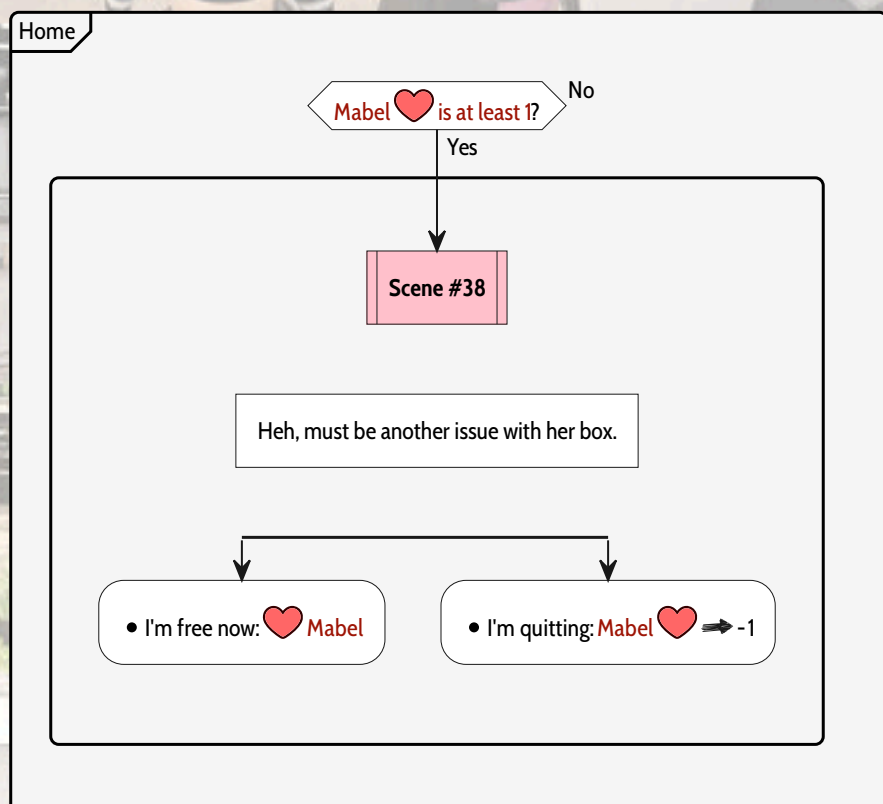 Home
Mabel is at least 1?
No
Yes
Scene #38
Heh, must be another issue with her box.
• I'm free now: Mabel
• I'm quitting: Mabel -1